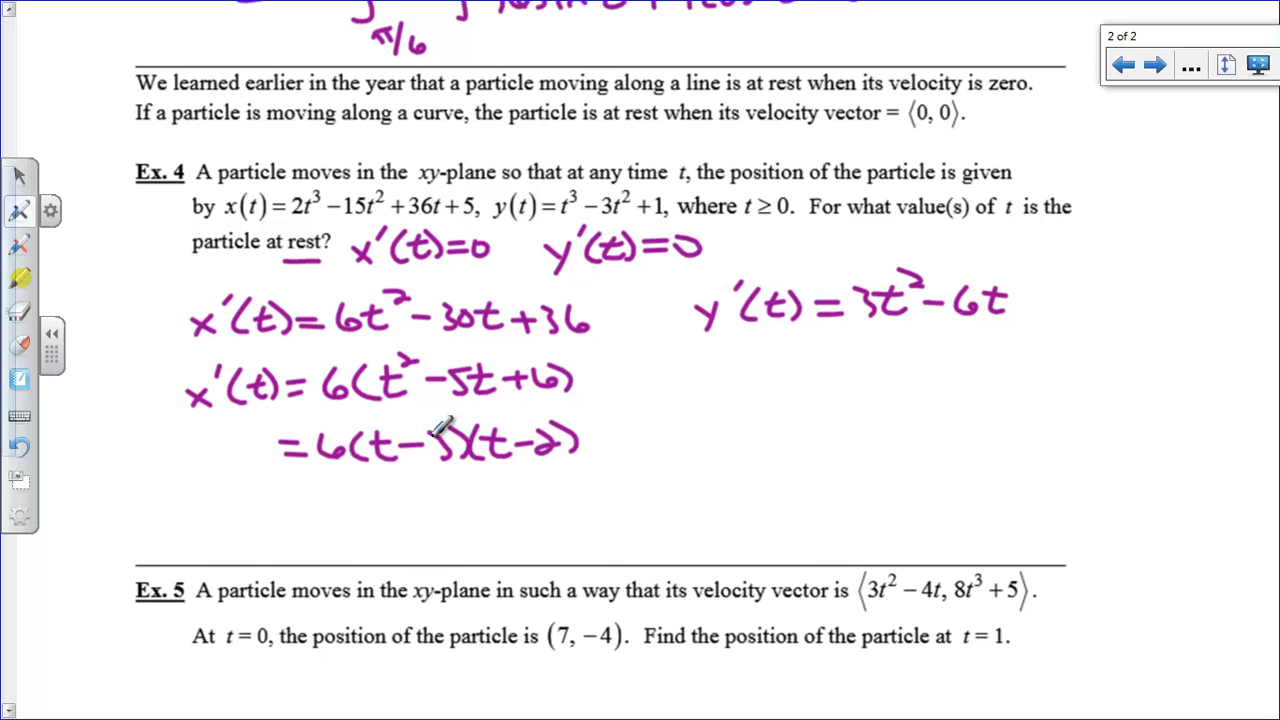 π/6
2 of 2
We learned earlier in the year that a particle moving along a line is at rest when its velocity is zero.
If a particle is moving along a curve, the particle is at rest when its velocity vector = ⟨0, 0⟩.
Ex. 4 A particle moves in the xy-plane so that at any time t, the position of the particle is given
by x(t) = 2t³ − 15t² + 36t + 5, y(t) = t³ − 3t² + 1, where t ≥ 0. For what value(s) of t is the
particle at rest? x'(t)=0 y'(t)=0
x'(t) = 6t² − 30t + 36 y'(t) = 3t² − 6t
x'(t) = 6(t² − 5t + 6)
= 6(t − 3)(t − 2)
Ex. 5 A particle moves in the xy-plane in such a way that its velocity vector is ⟨3t² − 4t, 8t³ + 5⟩.
At t = 0, the position of the particle is (7, −4). Find the position of the particle at t = 1.